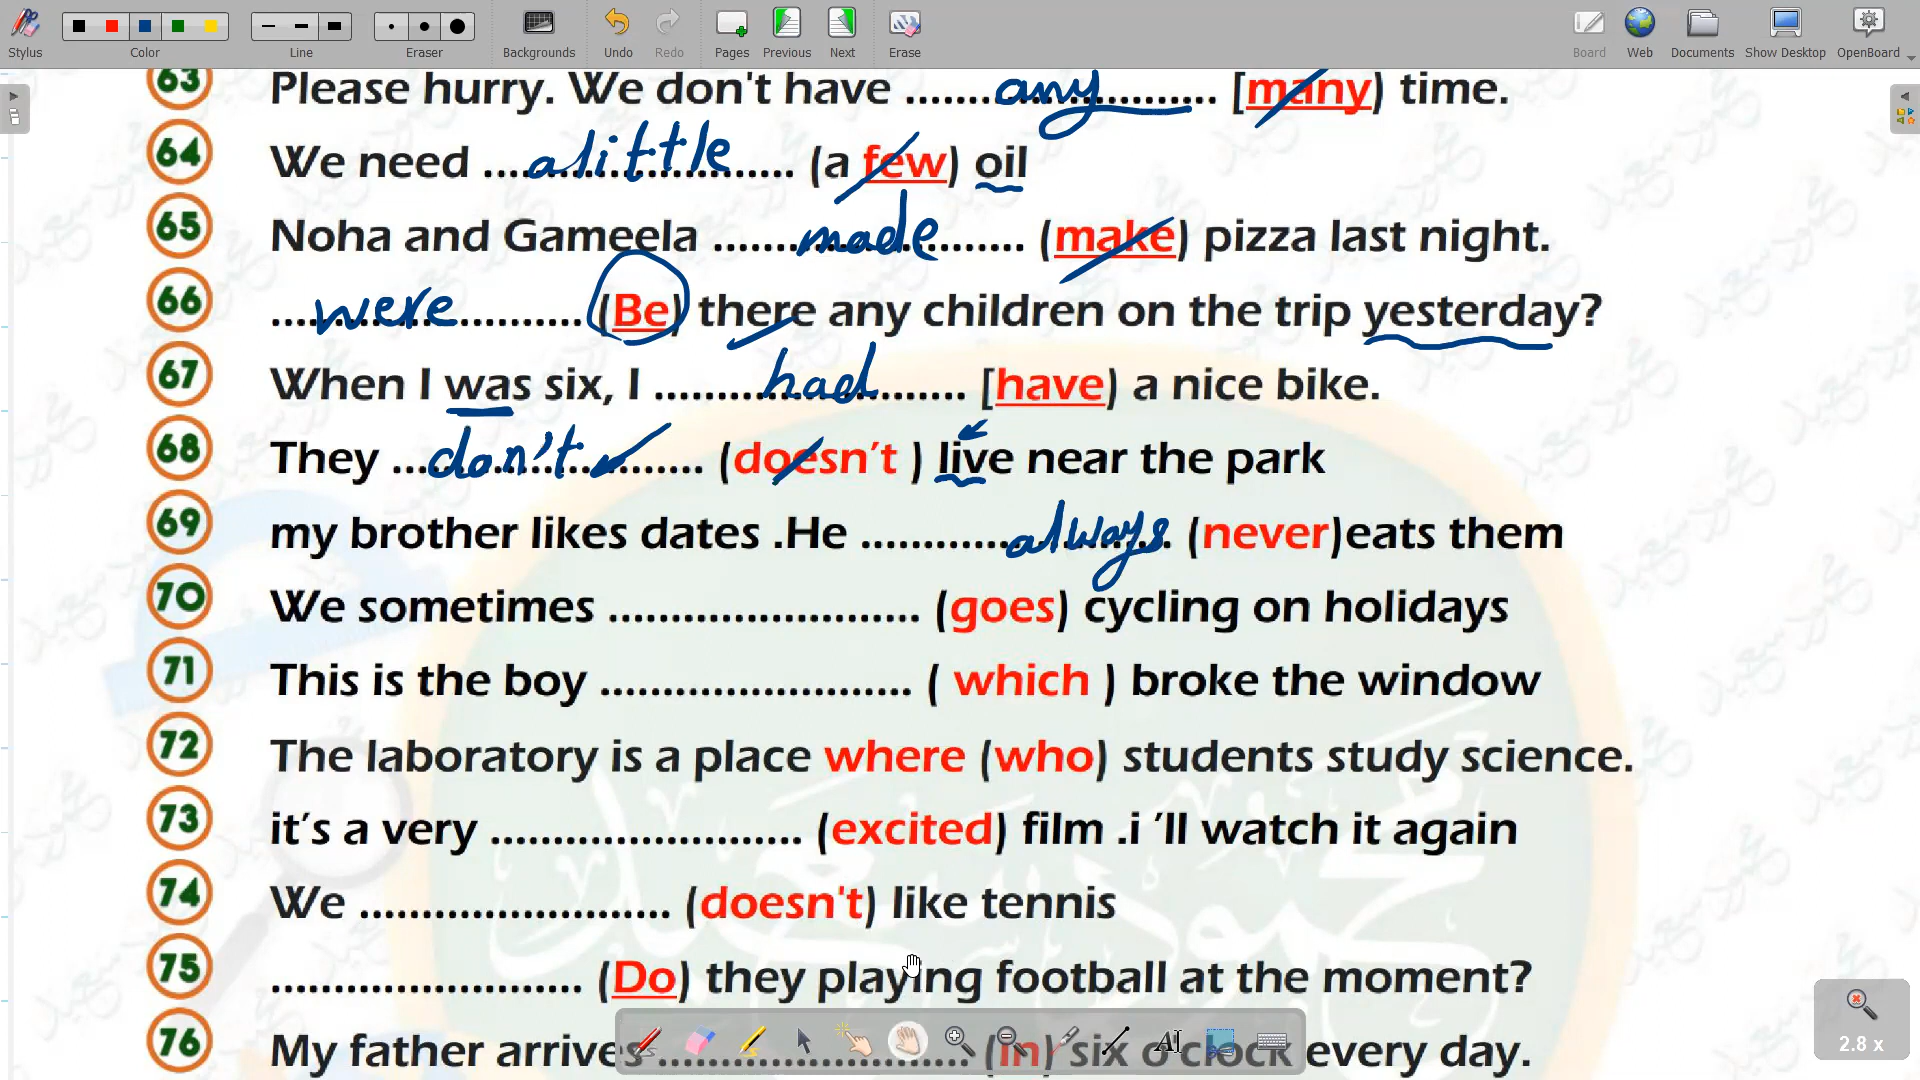 Stylus Color Line Eraser Backgrounds Undo Redo Pages Previous Next Erase Board Web Documents Show Desktop OpenBoard
63 Please hurry. We don't have .......any....... [many) time.
64 We need .......a little....... (a few) oil
65 Noha and Gameela .......made....... (make) pizza last night.
66 .......were....... (Be) there any children on the trip yesterday?
67 When I was six, I .......had....... [have) a nice bike.
68 They .......don't....... (doesn't ) live near the park
69 my brother likes dates .He .......always....... (never)eats them
70 We sometimes ......................... (goes) cycling on holidays
71 This is the boy ......................... ( which ) broke the window
72 The laboratory is a place where (who) students study science.
73 it's a very ......................... (excited) film .i 'll watch it again
74 We ......................... (doesn't) like tennis
75 ......................... (Do) they playing football at the moment?
76 My father arrives ......................... (in) six o'clock every day.
2.8 x